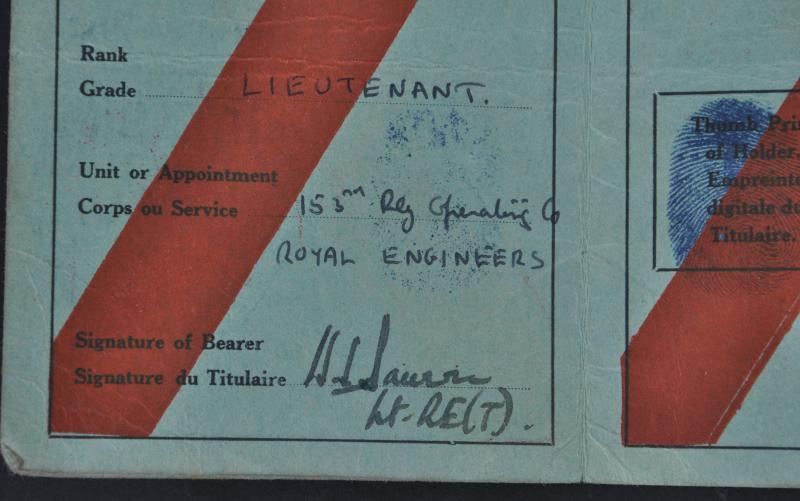 Rank
Grade LIEUTENANT.
Unit or Appointment
Corps ou Service 153rd Rly Operating Co
ROYAL ENGINEERS
Signature of Bearer
Signature du Titulaire
Lt-RE(T).
Thumb Prin
of Holder.
Empreinte
digitale du
Titulaire.